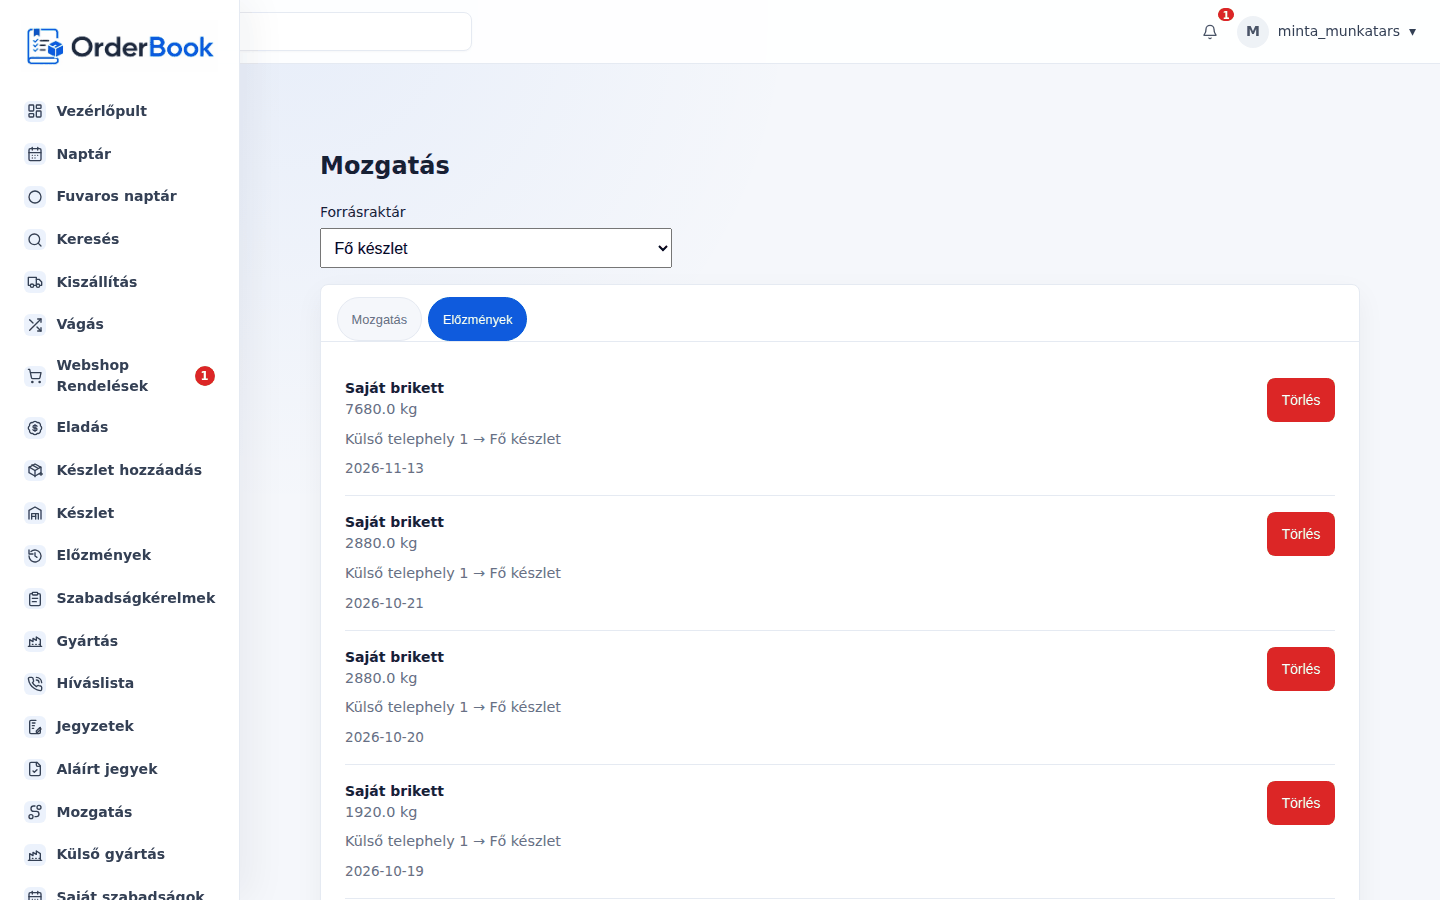 OrderBook
1
M
minta_munkatars ▼
Vezérlőpult
Naptár
Fuvaros naptár
Keresés
Kiszállítás
Vágás
Webshop
Rendelések
1
Eladás
Készlet hozzáadás
Készlet
Előzmények
Szabadságkérelmek
Gyártás
Híváslista
Jegyzetek
Aláírt jegyek
Mozgatás
Külső gyártás
Saját szabadságok
Mozgatás
Forrásraktár
Fő készlet
Mozgatás
Előzmények
Saját brikett
7680.0 kg
Külső telephely 1 → Fő készlet
2026-11-13
Törlés
Saját brikett
2880.0 kg
Külső telephely 1 → Fő készlet
2026-10-21
Törlés
Saját brikett
2880.0 kg
Külső telephely 1 → Fő készlet
2026-10-20
Törlés
Saját brikett
1920.0 kg
Külső telephely 1 → Fő készlet
2026-10-19
Törlés